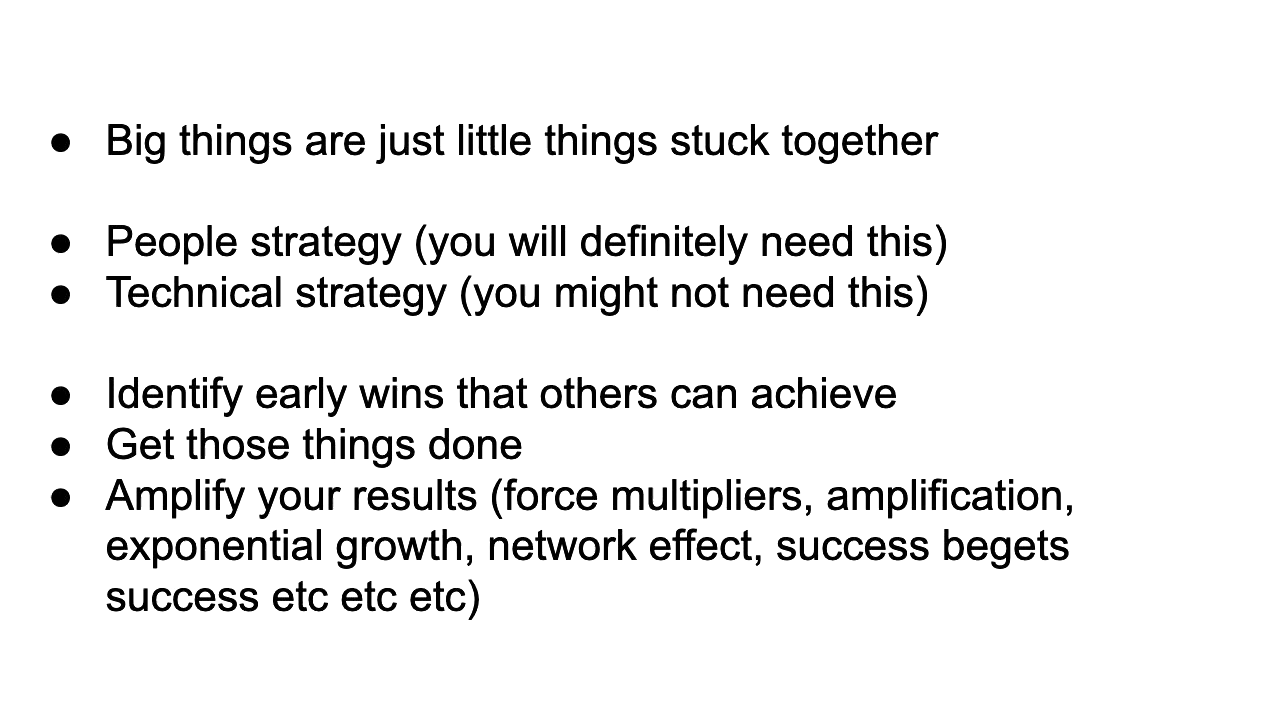 ● Big things are just little things stuck together
● People strategy (you will definitely need this)
● Technical strategy (you might not need this)
● Identify early wins that others can achieve
● Get those things done
● Amplify your results (force multipliers, amplification,
exponential growth, network effect, success begets
success etc etc etc)